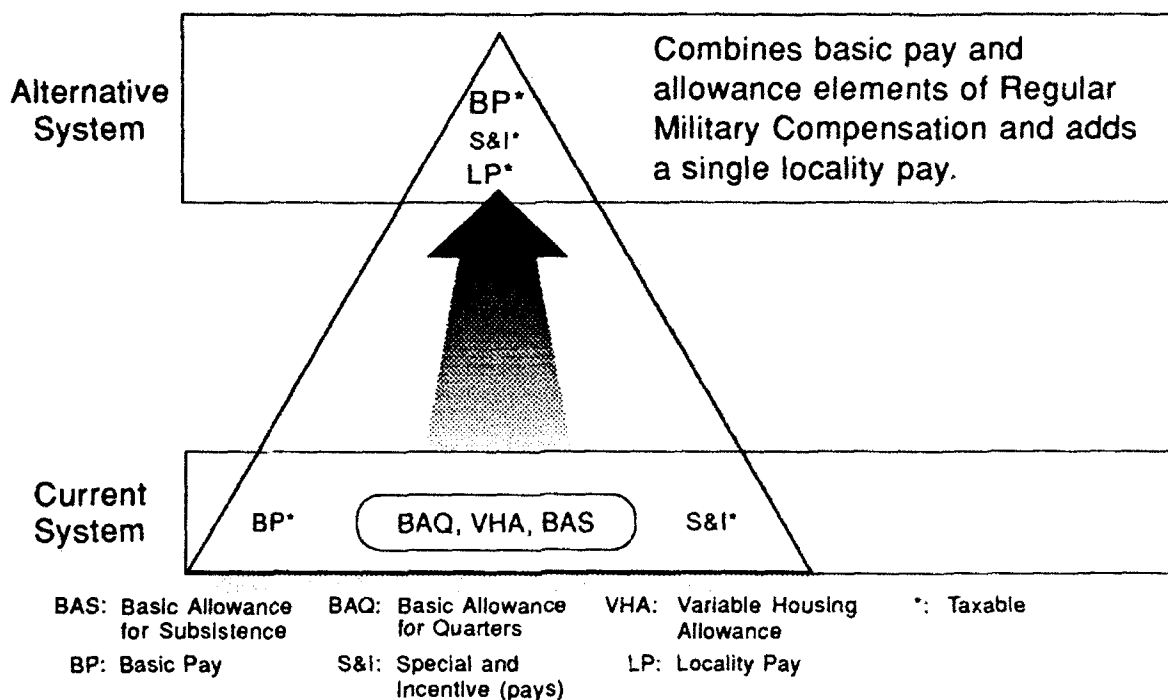 Alternative
System
BP*
S&I*
LP*
Combines basic pay and
allowance elements of Regular
Military Compensation and adds
a single locality pay.
Current
System
BP*
BAQ, VHA, BAS
S&I*
BAS: Basic Allowance
for Subsistence
BAQ: Basic Allowance
for Quarters
VHA: Variable Housing
Allowance
*: Taxable
BP: Basic Pay
S&I: Special and
Incentive (pays)
LP: Locality Pay